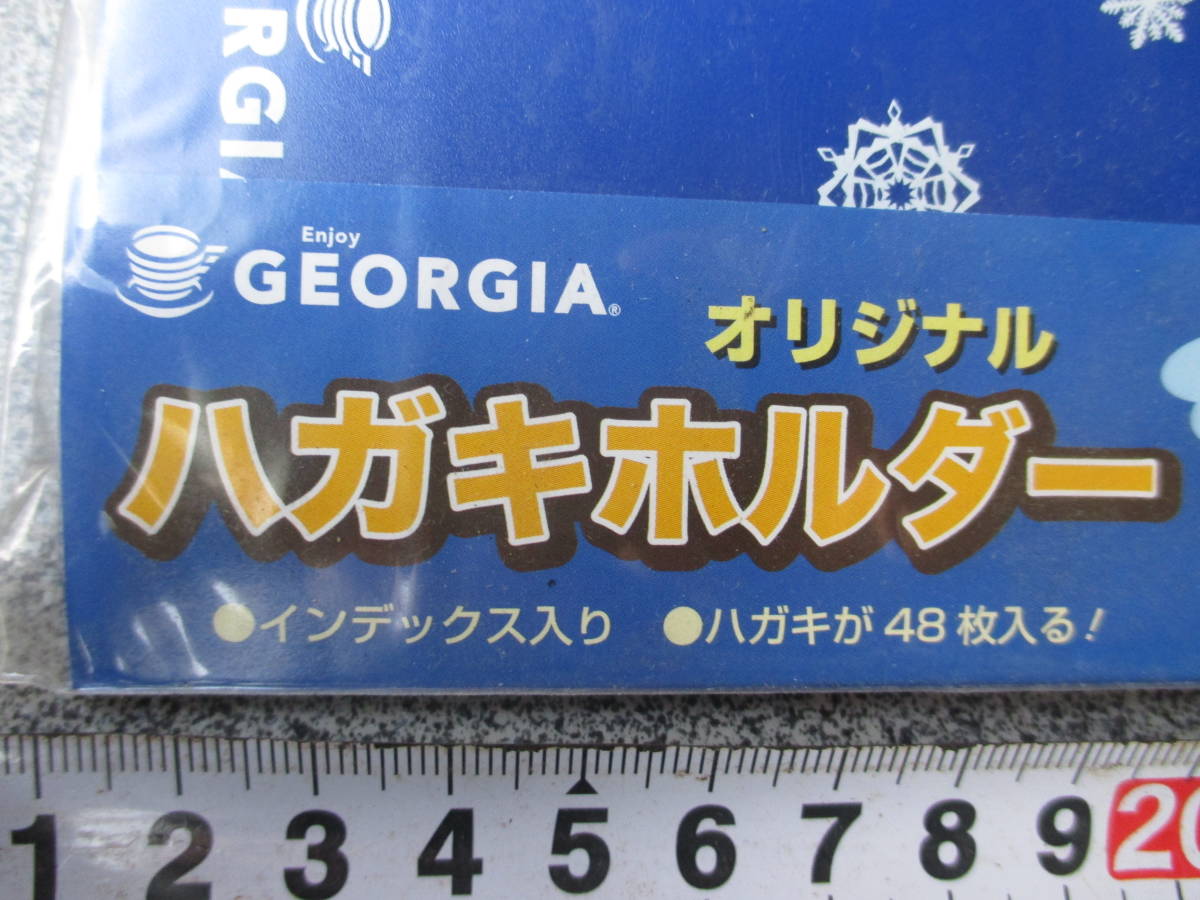 RGIA
Enjoy
GEORGIA®
オリジナル
ハガキホルダー
●インデックス入り ●ハガキが48枚入る!
1 2 3 4 5 6 7 8 9 20